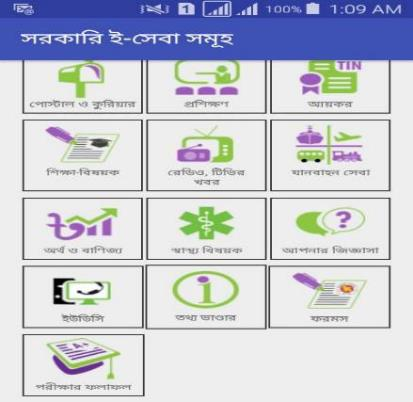 1 100% 1:09 AM
সরকারি ই-সেবা সমূহ
পোস্টাল ও কুরিয়ার
প্রশিক্ষণ
TIN
আয়কর
শিক্ষা-বিষয়ক
রেডিও, টিভির
খবর
যানবাহন সেবা
অর্থ ও বাণিজ্য
স্বাস্থ্য বিষয়ক
?
আপনার জিজ্ঞাসা
ইউডিসি
i
তথ্য ভাণ্ডার
ফরমস
A+
পরীক্ষার ফলাফল